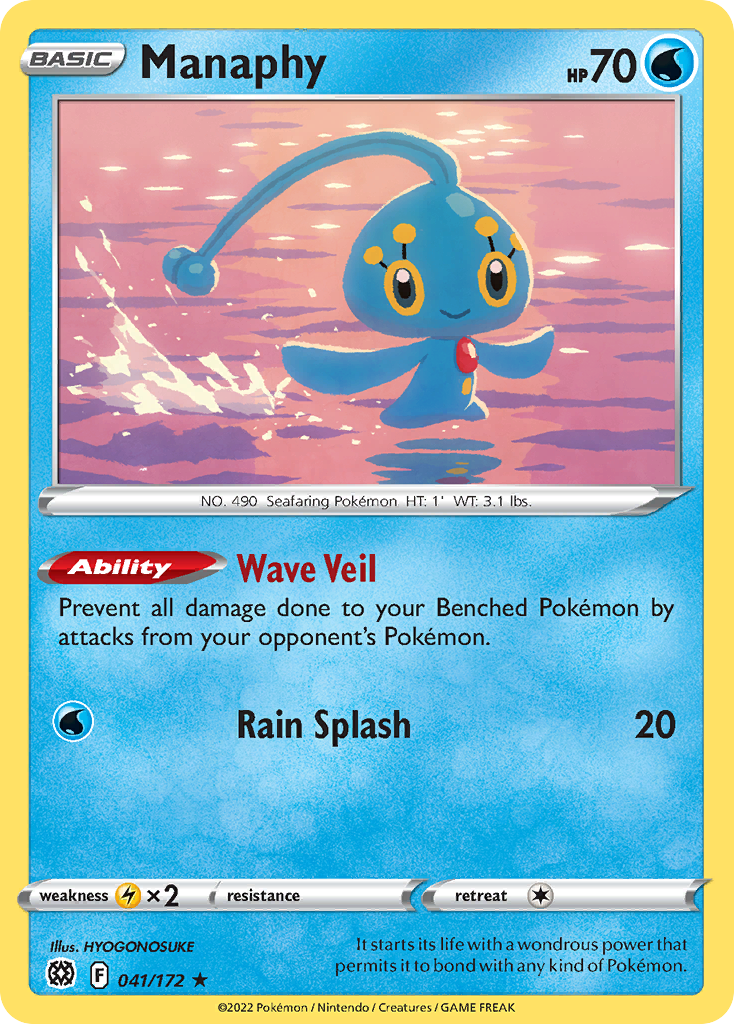 BASIC Manaphy HP70
NO. 490 Seafaring Pokémon HT: 1' WT: 3.1 lbs.
Ability Wave Veil
Prevent all damage done to your Benched Pokémon by
attacks from your opponent's Pokémon.
Rain Splash 20
weakness ×2 resistance retreat
Illus. HYOGONOSUKE
It starts its life with a wondrous power that
permits it to bond with any kind of Pokémon.
F 041/172 ★
©2022 Pokémon / Nintendo / Creatures / GAME FREAK